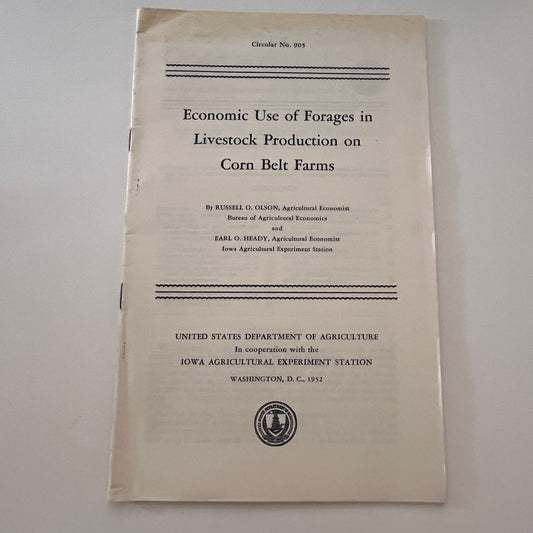 Circular No. 905
Economic Use of Forages in
Livestock Production on
Corn Belt Farms
By RUSSELL O. OLSON, Agricultural Economist
Bureau of Agricultural Economics
and
EARL O. HEADY, Agricultural Economist
Iowa Agricultural Experiment Station
UNITED STATES DEPARTMENT OF AGRICULTURE
In cooperation with the
IOWA AGRICULTURAL EXPERIMENT STATION
WASHINGTON, D. C., 1952